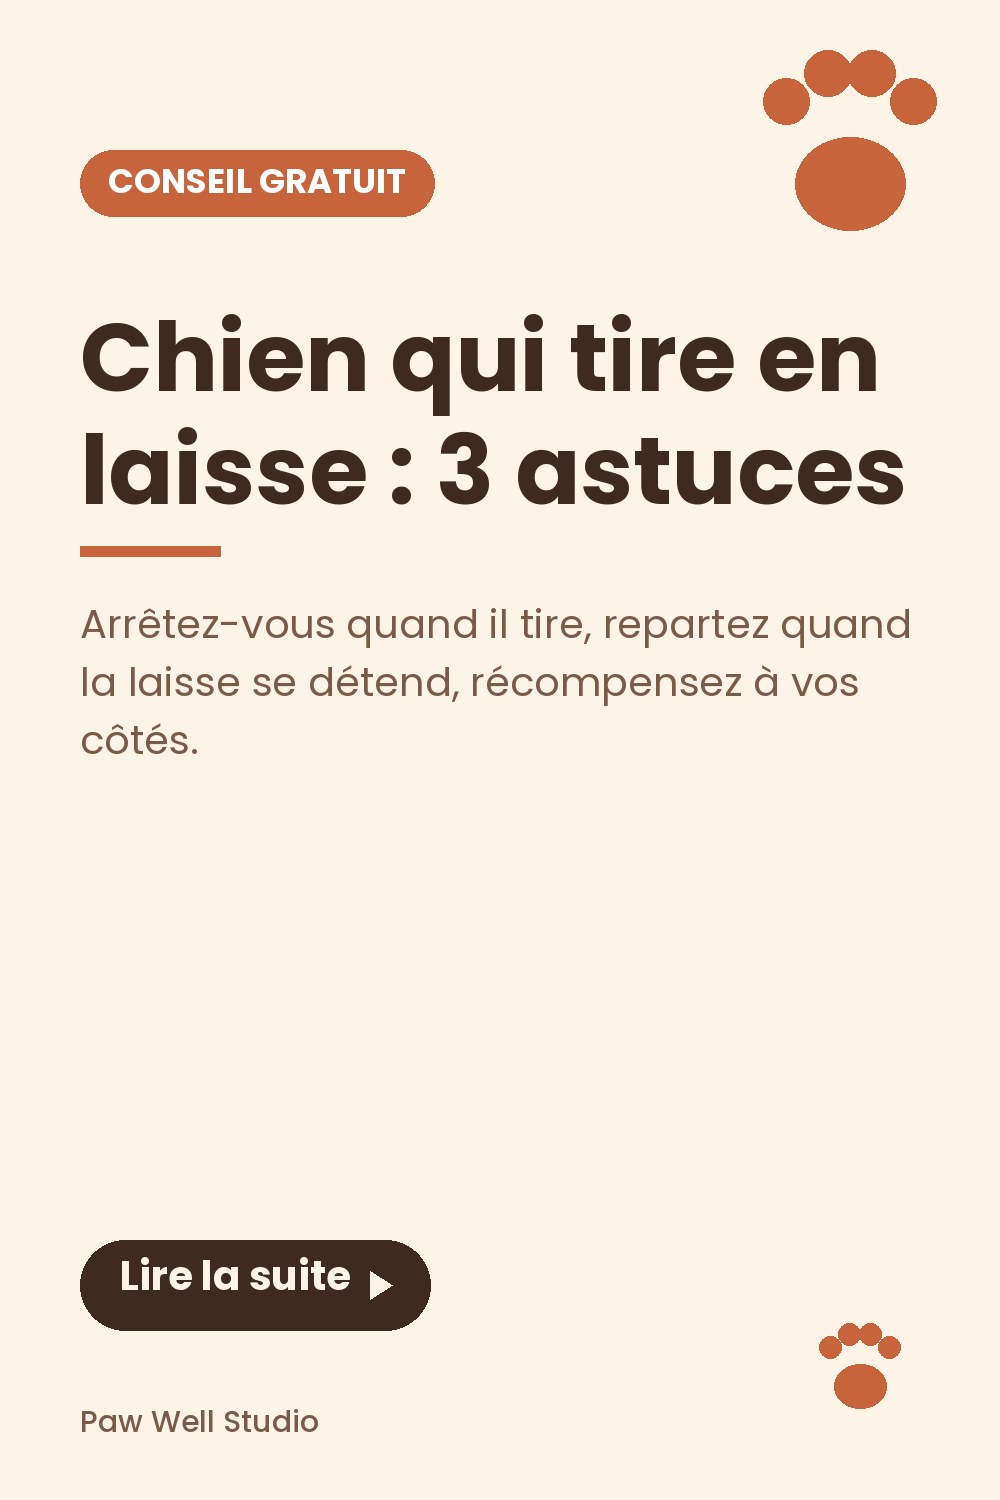 CONSEIL GRATUIT
Chien qui tire en
laisse : 3 astuces
Arrêtez-vous quand il tire, repartez quand
la laisse se détend, récompensez à vos
côtés.
Lire la suite
Paw Well Studio